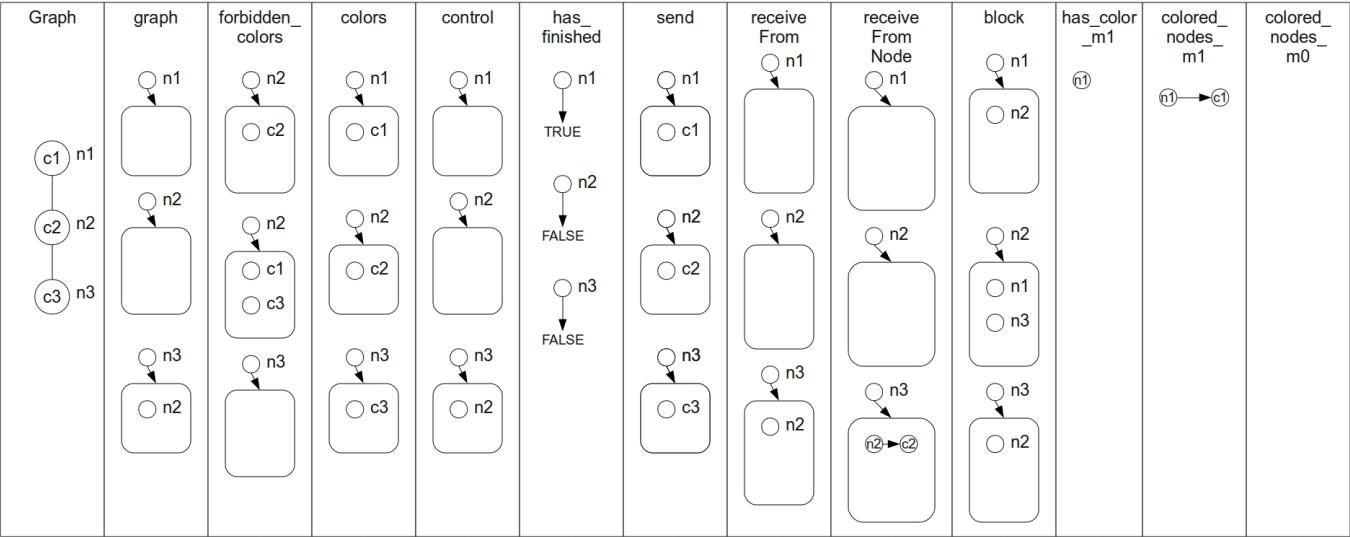 Graph
c1 n1
c2 n2
c3 n3
graph
n1
n2
n3
n2
forbidden_
colors
n2
c2
n2
c1
c3
n3
colors
n1
c1
n2
c2
n3
c3
control
n1
n2
n3
n2
has_
finished
n1
TRUE
n2
FALSE
n3
FALSE
send
n1
c1
n2
c2
n3
c3
receive
From
n1
n2
n3
n2
receive
From
Node
n1
n2
n3
n2 c2
block
n1
n2
n2
n1
n3
n3
n2
has_color
_m1
n1
colored_
nodes_
m1
n1 c1
colored_
nodes_
m0